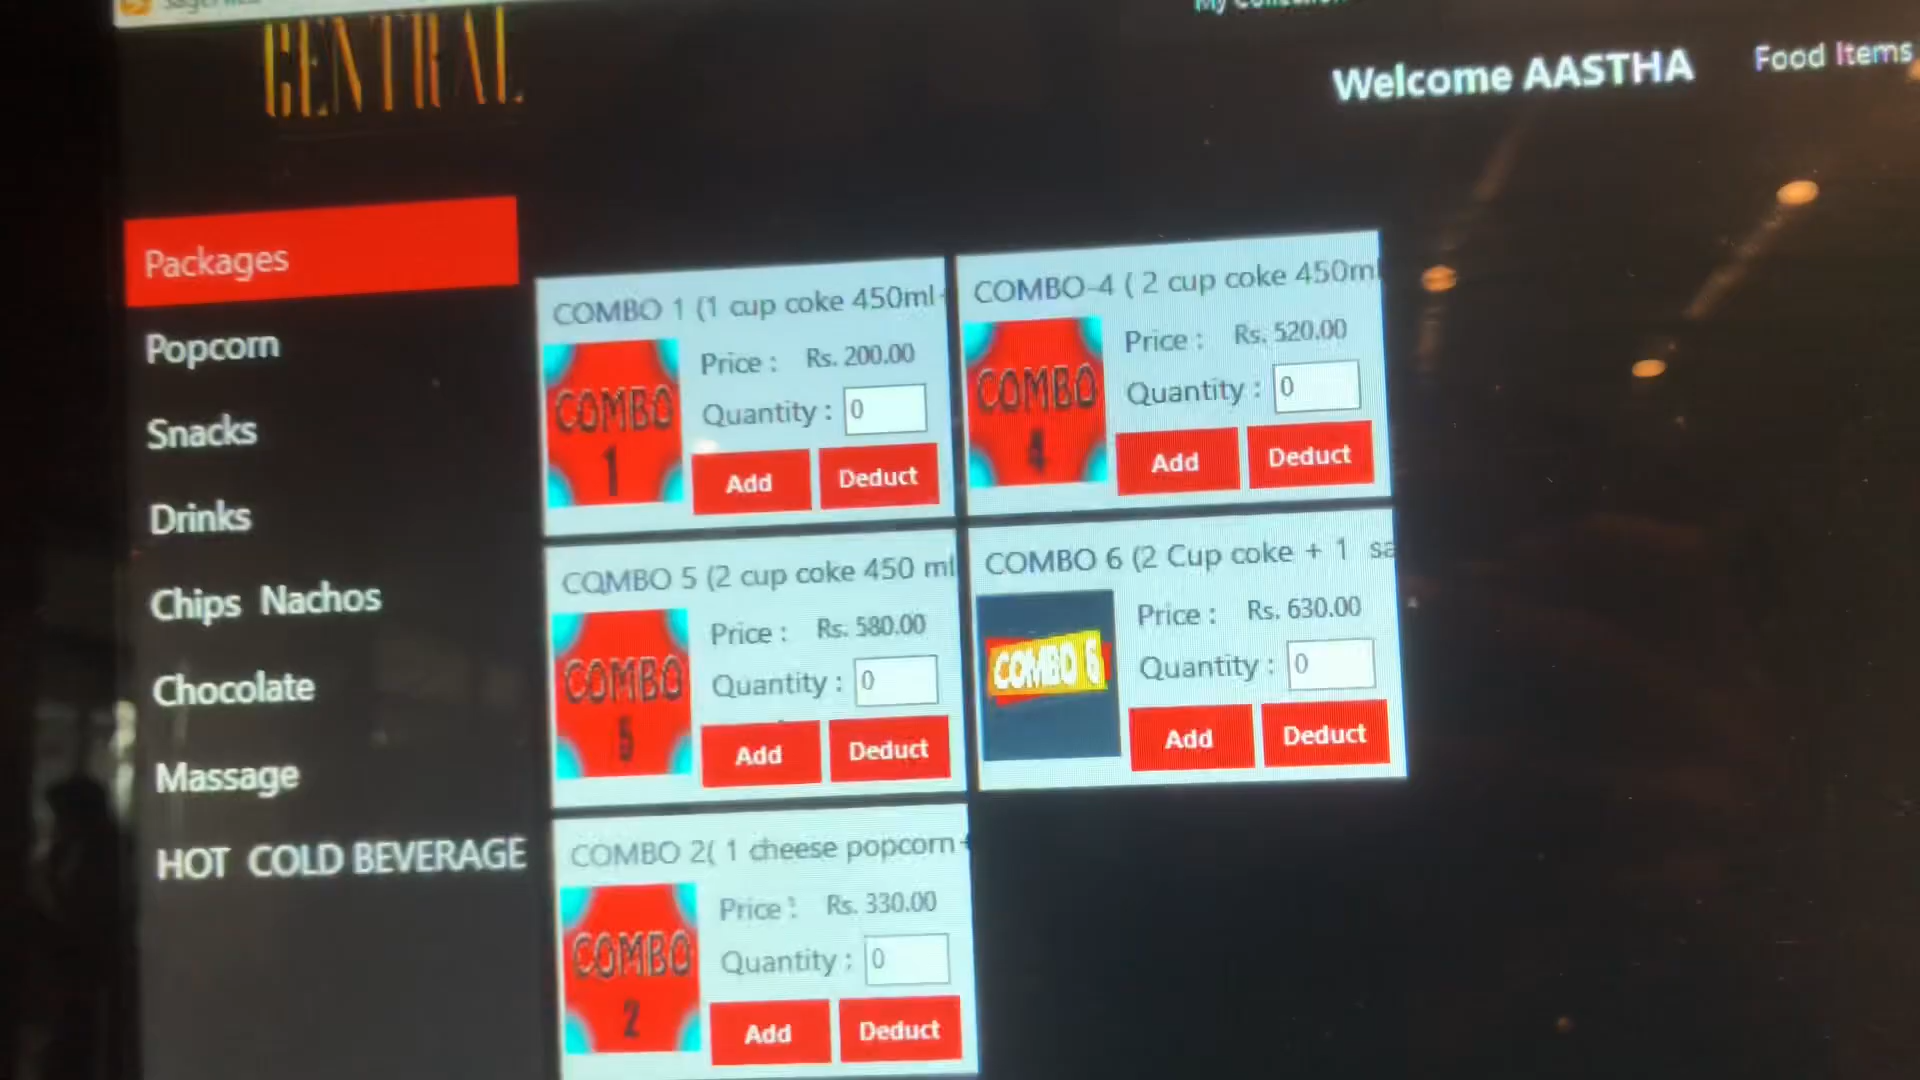 My Collection
CENTRAL
Welcome AASTHA
Food Items
Packages
Popcorn
Snacks
Drinks
Chips Nachos
Chocolate
Massage
HOT COLD BEVERAGE
COMBO 1 (1 cup coke 450ml
COMBO 1
Price : Rs. 200.00
Quantity : 0
Add Deduct
COMBO-4 ( 2 cup coke 450ml
COMBO 4
Price : Rs. 520.00
Quantity : 0
Add Deduct
COMBO 5 (2 cup coke 450 ml
COMBO 5
Price : Rs. 580.00
Quantity : 0
Add Deduct
COMBO 6 (2 Cup coke + 1 sa
COMBO 6
Price : Rs. 630.00
Quantity : 0
Add Deduct
COMBO 2( 1 cheese popcorn+
COMBO 2
Price : Rs. 330.00
Quantity : 0
Add Deduct